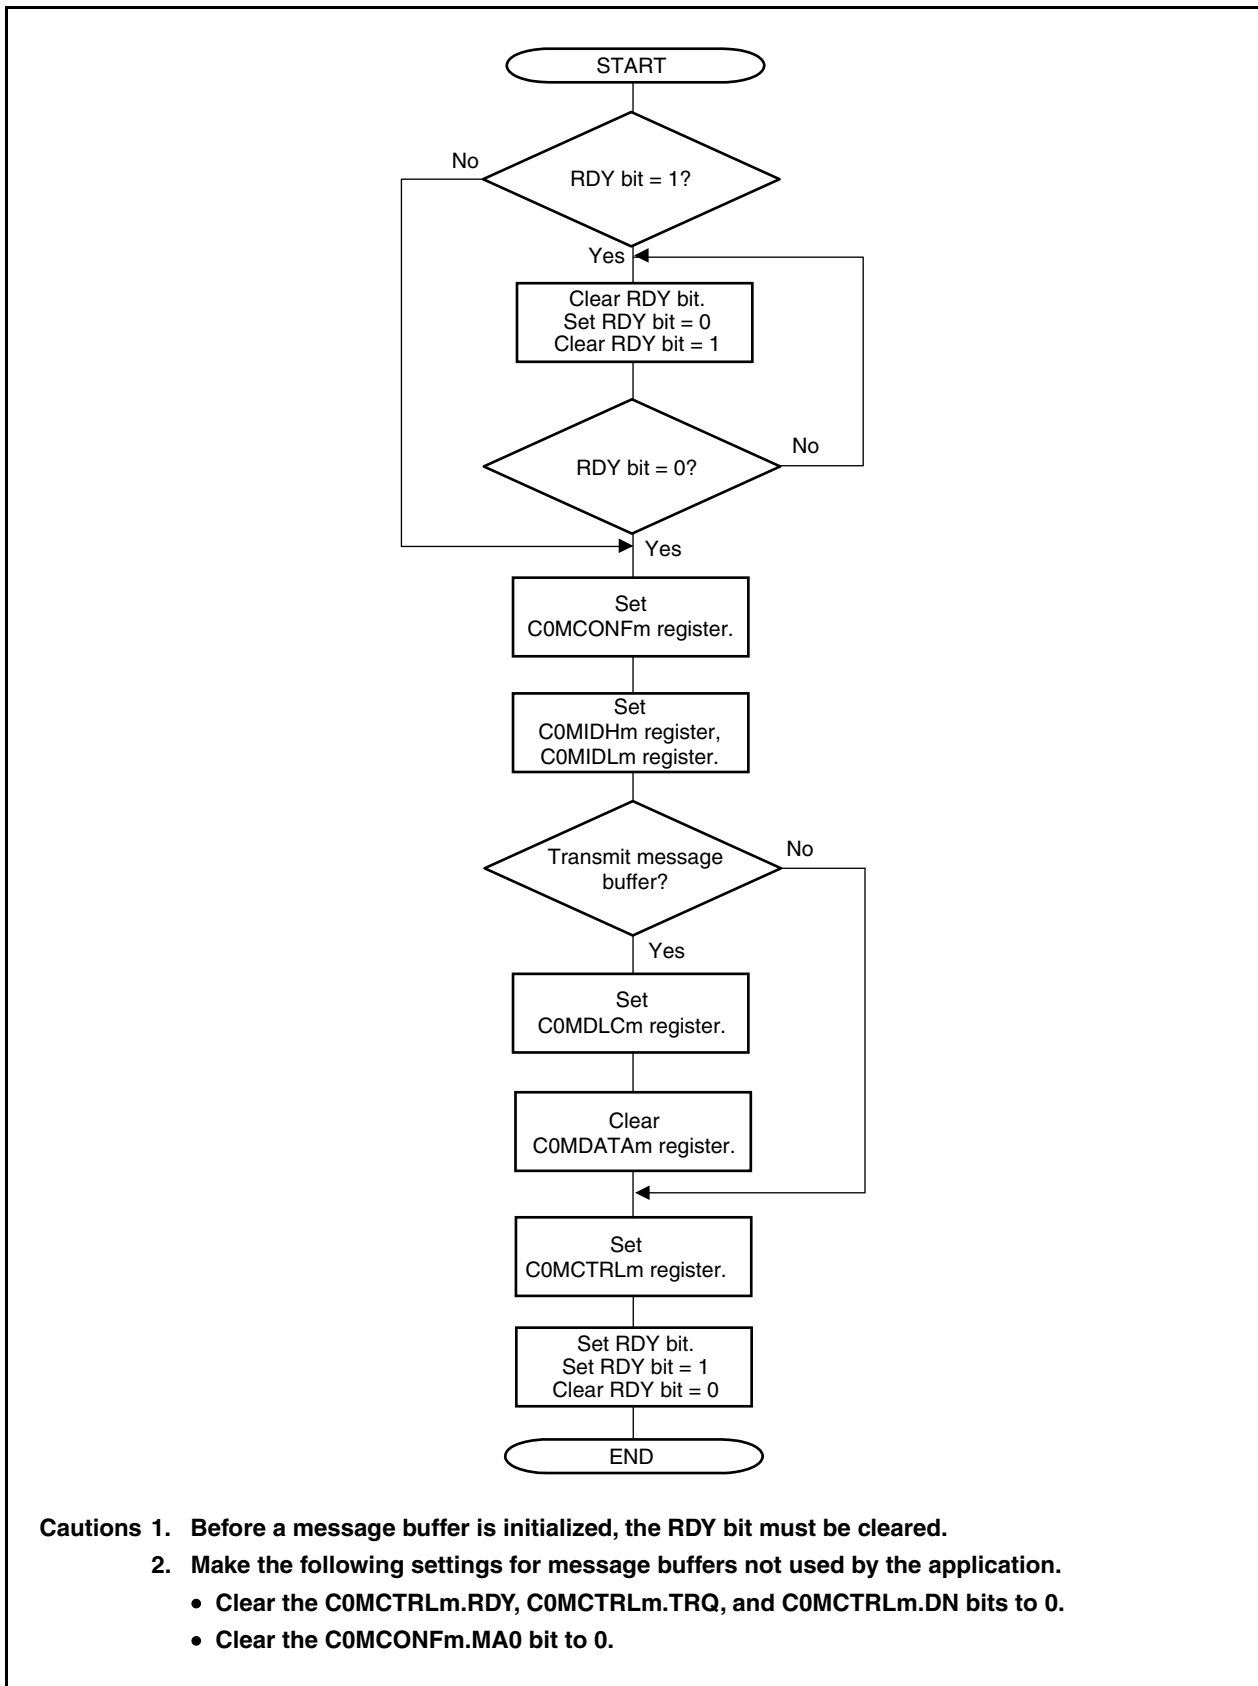 START
No
RDY bit = 1?
Yes
Clear RDY bit.
Set RDY bit = 0
Clear RDY bit = 1
No
RDY bit = 0?
Yes
Set
C0MCONFm register.
Set
C0MIDHm register,
C0MIDLm register.
No
Transmit message
buffer?
Yes
Set
C0MDLCm register.
Clear
C0MDATAm register.
Set
C0MCTRLm register.
Set RDY bit.
Set RDY bit = 1
Clear RDY bit = 0
END
Cautions 1. Before a message buffer is initialized, the RDY bit must be cleared.
2. Make the following settings for message buffers not used by the application.
• Clear the C0MCTRLm.RDY, C0MCTRLm.TRQ, and C0MCTRLm.DN bits to 0.
• Clear the C0MCONFm.MA0 bit to 0.